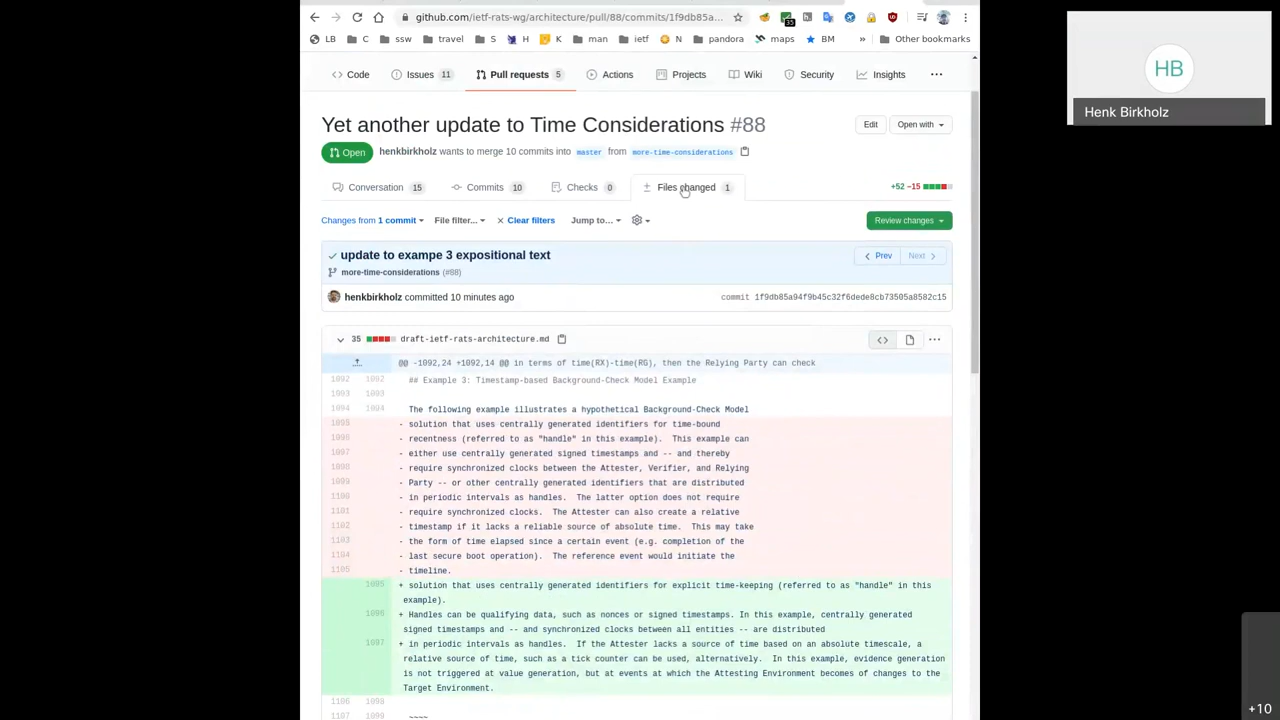 github.com/ietf-rats-wg/architecture/pull/88/commits/1f9db85a...
LB C ssw travel S H K man ietf N pandora maps BM » Other bookmarks
Code Issues 11 Pull requests 5 Actions Projects Wiki Security Insights
Yet another update to Time Considerations #88
Edit Open with
Open henkbirkholz wants to merge 10 commits into master from more-time-considerations
Conversation 15 Commits 10 Checks 0 Files changed 1 +52 −15
Changes from 1 commit File filter... Clear filters Jump to... Review changes
update to exampe 3 expositional text
Prev Next
more-time-considerations (#88)
henkbirkholz committed 10 minutes ago commit 1f9db85a94f9b45c32f6dede8cb73505a8582c15
35 draft-ietf-rats-architecture.md
@@ -1092,24 +1092,14 @@ in terms of time(RX)-time(RG), then the Relying Party can check
1092 1092 ## Example 3: Timestamp-based Background-Check Model Example
1093 1093
1094 1094 The following example illustrates a hypothetical Background-Check Model
1095 - solution that uses centrally generated identifiers for time-bound
1096 - recentness (referred to as "handle" in this example). This example can
1097 - either use centrally generated signed timestamps and -- and thereby
1098 - require synchronized clocks between the Attester, Verifier, and Relying
1099 - Party -- or other centrally generated identifiers that are distributed
1100 - in periodic intervals as handles. The latter option does not require
1101 - require synchronized clocks. The Attester can also create a relative
1102 - timestamp if it lacks a reliable source of absolute time. This may take
1103 - the form of time elapsed since a certain event (e.g. completion of the
1104 - last secure boot operation). The reference event would initiate the
1105 - timeline.
1095 + solution that uses centrally generated identifiers for explicit time-keeping (referred to as "handle" in this
example).
1096 + Handles can be qualifying data, such as nonces or signed timestamps. In this example, centrally generated
signed timestamps and -- and synchronized clocks between all entities -- are distributed
1097 + in periodic intervals as handles. If the Attester lacks a source of time based on an absolute timescale, a
relative source of time, such as a tick counter can be used, alternatively. In this example, evidence generation
is not triggered at value generation, but at events at which the Attesting Environment becomes of changes to the
Target Environment.
1106 1098
1107 1099 ~~~~
HB
Henk Birkholz
+10